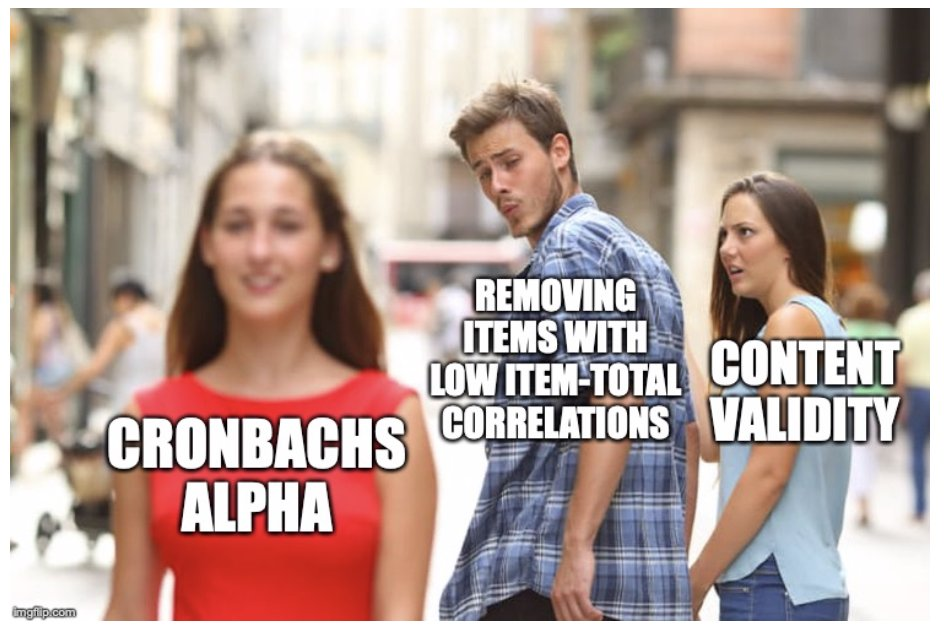 REMOVING
ITEMS WITH
LOW ITEM-TOTAL
CORRELATIONS
CONTENT
VALIDITY
CRONBACHS
ALPHA
imgflip.com